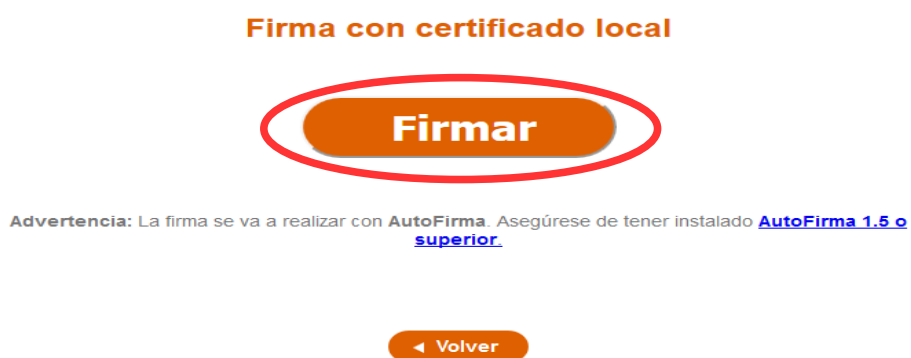 Firma con certificado local
Firmar
Advertencia: La firma se va a realizar con AutoFirma. Asegúrese de tener instalado AutoFirma 1.5 o
superior.
◄ Volver